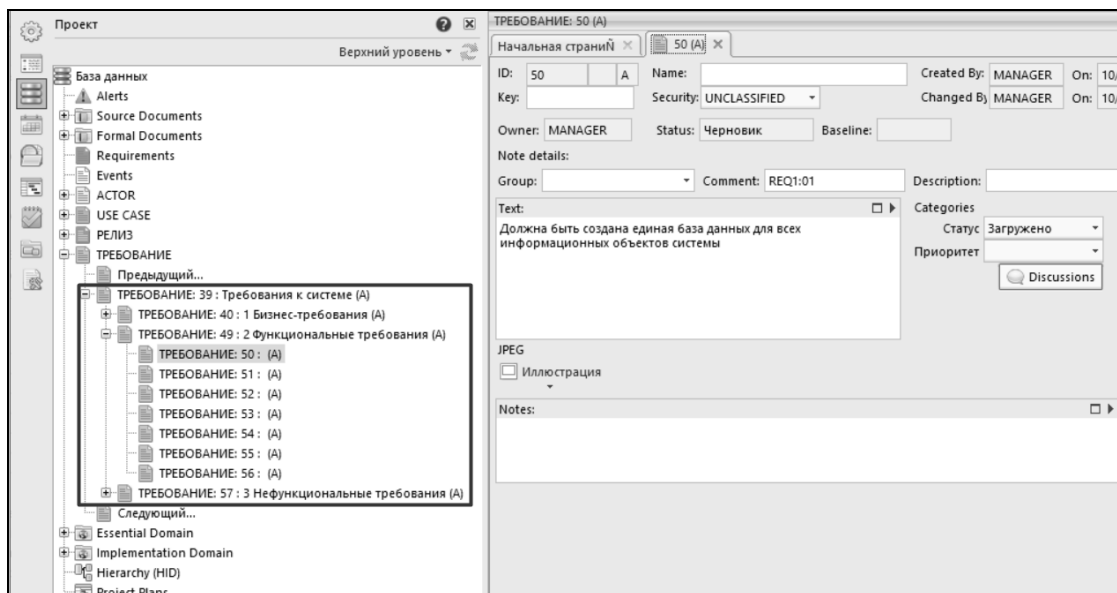 Проект
Верхний уровень
База данных
Alerts
Source Documents
Formal Documents
Requirements
Events
ACTOR
USE CASE
РЕЛИЗ
ТРЕБОВАНИЕ
Предыдущий...
ТРЕБОВАНИЕ: 39 : Требования к системе (A)
ТРЕБОВАНИЕ: 40 : 1 Бизнес-требования (A)
ТРЕБОВАНИЕ: 49 : 2 Функциональные требования (A)
ТРЕБОВАНИЕ: 50 : (A)
ТРЕБОВАНИЕ: 51 : (A)
ТРЕБОВАНИЕ: 52 : (A)
ТРЕБОВАНИЕ: 53 : (A)
ТРЕБОВАНИЕ: 54 : (A)
ТРЕБОВАНИЕ: 55 : (A)
ТРЕБОВАНИЕ: 56 : (A)
ТРЕБОВАНИЕ: 57 : 3 Нефункциональные требования (A)
Следующий...
Essential Domain
Implementation Domain
Hierarchy (HID)
Project Plans
ТРЕБОВАНИЕ: 50 (A)
Начальная страниÑ 50 (A)
ID: 50 A Name: Created By: MANAGER On: 10/
Key: Security: UNCLASSIFIED Changed By MANAGER On: 10/
Owner: MANAGER Status: Черновик Baseline:
Note details:
Group: Comment: REQ1:01 Description:
Text: Categories
Должна быть создана единая база данных для всех
информационных объектов системы
Статус Загружено
Приоритет
Discussions
JPEG
Иллюстрация
Notes: